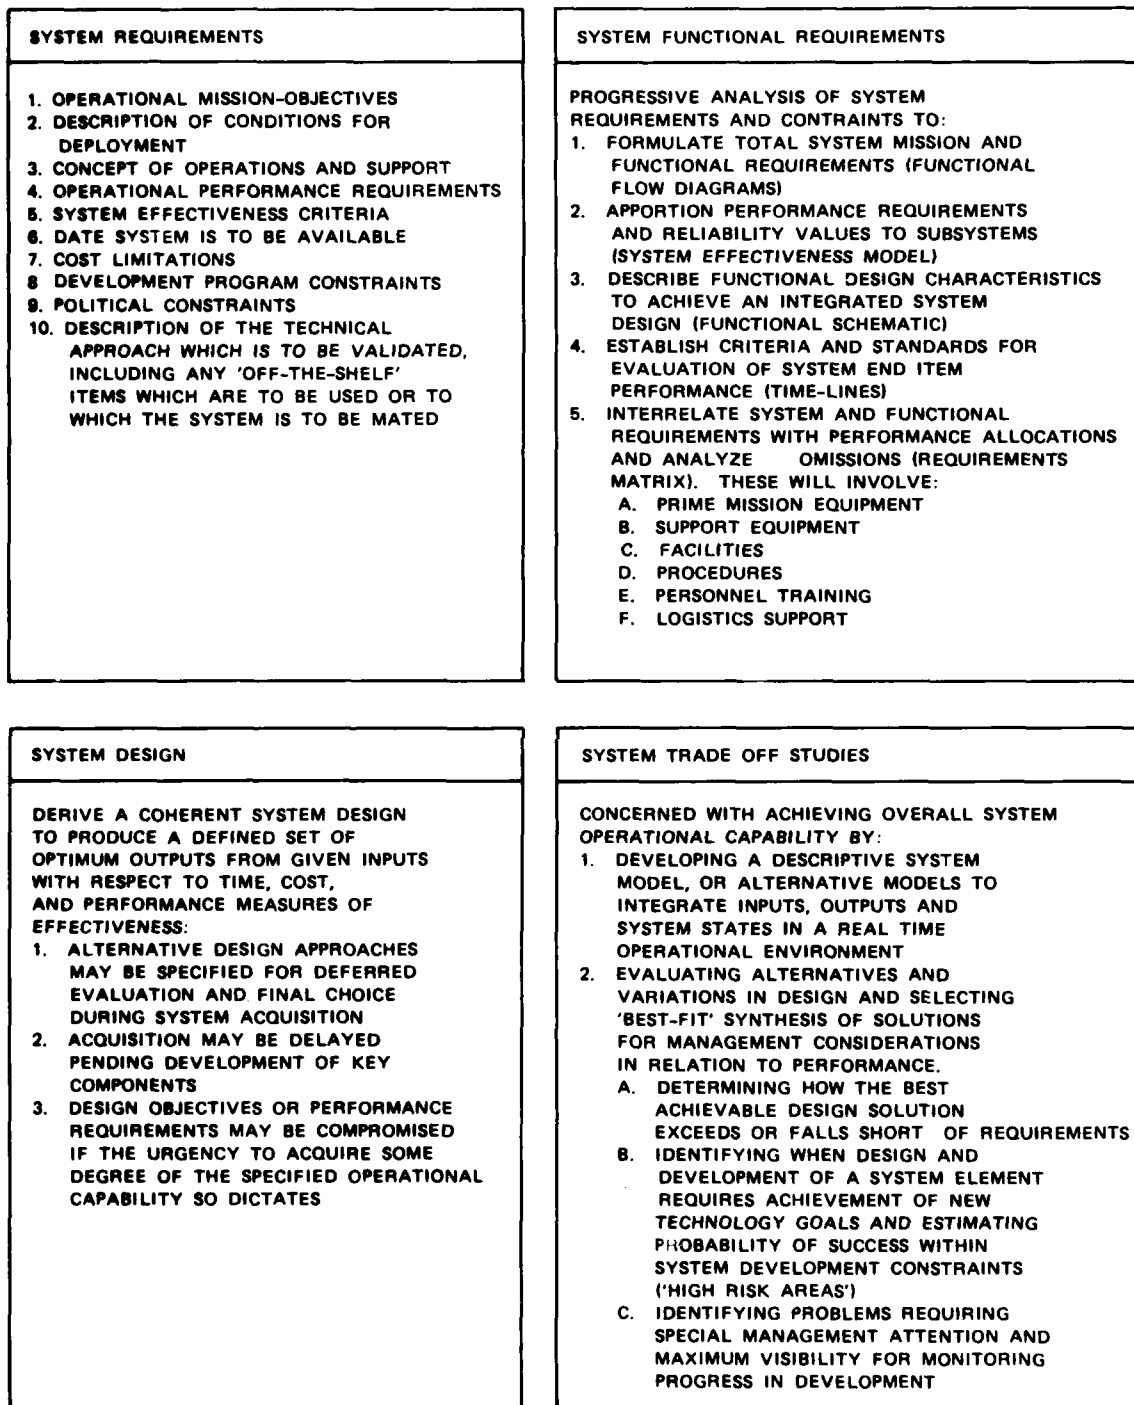 SYSTEM REQUIREMENTS
1. OPERATIONAL MISSION-OBJECTIVES
2. DESCRIPTION OF CONDITIONS FOR
DEPLOYMENT
3. CONCEPT OF OPERATIONS AND SUPPORT
4. OPERATIONAL PERFORMANCE REQUIREMENTS
5. SYSTEM EFFECTIVENESS CRITERIA
6. DATE SYSTEM IS TO BE AVAILABLE
7. COST LIMITATIONS
8 DEVELOPMENT PROGRAM CONSTRAINTS
9. POLITICAL CONSTRAINTS
10. DESCRIPTION OF THE TECHNICAL
APPROACH WHICH IS TO BE VALIDATED,
INCLUDING ANY 'OFF-THE-SHELF'
ITEMS WHICH ARE TO BE USED OR TO
WHICH THE SYSTEM IS TO BE MATED
SYSTEM FUNCTIONAL REQUIREMENTS
PROGRESSIVE ANALYSIS OF SYSTEM
REQUIREMENTS AND CONTRAINTS TO:
1. FORMULATE TOTAL SYSTEM MISSION AND
FUNCTIONAL REQUIREMENTS (FUNCTIONAL
FLOW DIAGRAMS)
2. APPORTION PERFORMANCE REQUIREMENTS
AND RELIABILITY VALUES TO SUBSYSTEMS
(SYSTEM EFFECTIVENESS MODEL)
3. DESCRIBE FUNCTIONAL DESIGN CHARACTERISTICS
TO ACHIEVE AN INTEGRATED SYSTEM
DESIGN (FUNCTIONAL SCHEMATIC)
4. ESTABLISH CRITERIA AND STANDARDS FOR
EVALUATION OF SYSTEM END ITEM
PERFORMANCE (TIME-LINES)
5. INTERRELATE SYSTEM AND FUNCTIONAL
REQUIREMENTS WITH PERFORMANCE ALLOCATIONS
AND ANALYZE OMISSIONS (REQUIREMENTS
MATRIX). THESE WILL INVOLVE:
A. PRIME MISSION EQUIPMENT
B. SUPPORT EQUIPMENT
C. FACILITIES
D. PROCEDURES
E. PERSONNEL TRAINING
F. LOGISTICS SUPPORT
SYSTEM DESIGN
DERIVE A COHERENT SYSTEM DESIGN
TO PRODUCE A DEFINED SET OF
OPTIMUM OUTPUTS FROM GIVEN INPUTS
WITH RESPECT TO TIME, COST,
AND PERFORMANCE MEASURES OF
EFFECTIVENESS:
1. ALTERNATIVE DESIGN APPROACHES
MAY BE SPECIFIED FOR DEFERRED
EVALUATION AND FINAL CHOICE
DURING SYSTEM ACQUISITION
2. ACQUISITION MAY BE DELAYED
PENDING DEVELOPMENT OF KEY
COMPONENTS
3. DESIGN OBJECTIVES OR PERFORMANCE
REQUIREMENTS MAY BE COMPROMISED
IF THE URGENCY TO ACQUIRE SOME
DEGREE OF THE SPECIFIED OPERATIONAL
CAPABILITY SO DICTATES
SYSTEM TRADE OFF STUDIES
CONCERNED WITH ACHIEVING OVERALL SYSTEM
OPERATIONAL CAPABILITY BY:
1. DEVELOPING A DESCRIPTIVE SYSTEM
MODEL, OR ALTERNATIVE MODELS TO
INTEGRATE INPUTS, OUTPUTS AND
SYSTEM STATES IN A REAL TIME
OPERATIONAL ENVIRONMENT
2. EVALUATING ALTERNATIVES AND
VARIATIONS IN DESIGN AND SELECTING
'BEST-FIT' SYNTHESIS OF SOLUTIONS
FOR MANAGEMENT CONSIDERATIONS
IN RELATION TO PERFORMANCE.
A. DETERMINING HOW THE BEST
ACHIEVABLE DESIGN SOLUTION
EXCEEDS OR FALLS SHORT OF REQUIREMENTS
B. IDENTIFYING WHEN DESIGN AND
DEVELOPMENT OF A SYSTEM ELEMENT
REQUIRES ACHIEVEMENT OF NEW
TECHNOLOGY GOALS AND ESTIMATING
PROBABILITY OF SUCCESS WITHIN
SYSTEM DEVELOPMENT CONSTRAINTS
('HIGH RISK AREAS')
C. IDENTIFYING PROBLEMS REQUIRING
SPECIAL MANAGEMENT ATTENTION AND
MAXIMUM VISIBILITY FOR MONITORING
PROGRESS IN DEVELOPMENT